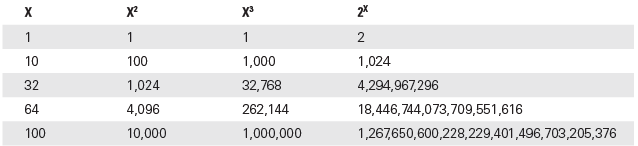 X X² X³ 2ˣ
1 1 1 2
10 100 1,000 1,024
32 1,024 32,768 4,294,967,296
64 4,096 262,144 18,446,744,073,709,551,616
100 10,000 1,000,000 1,267,650,600,228,229,401,496,703,205,376